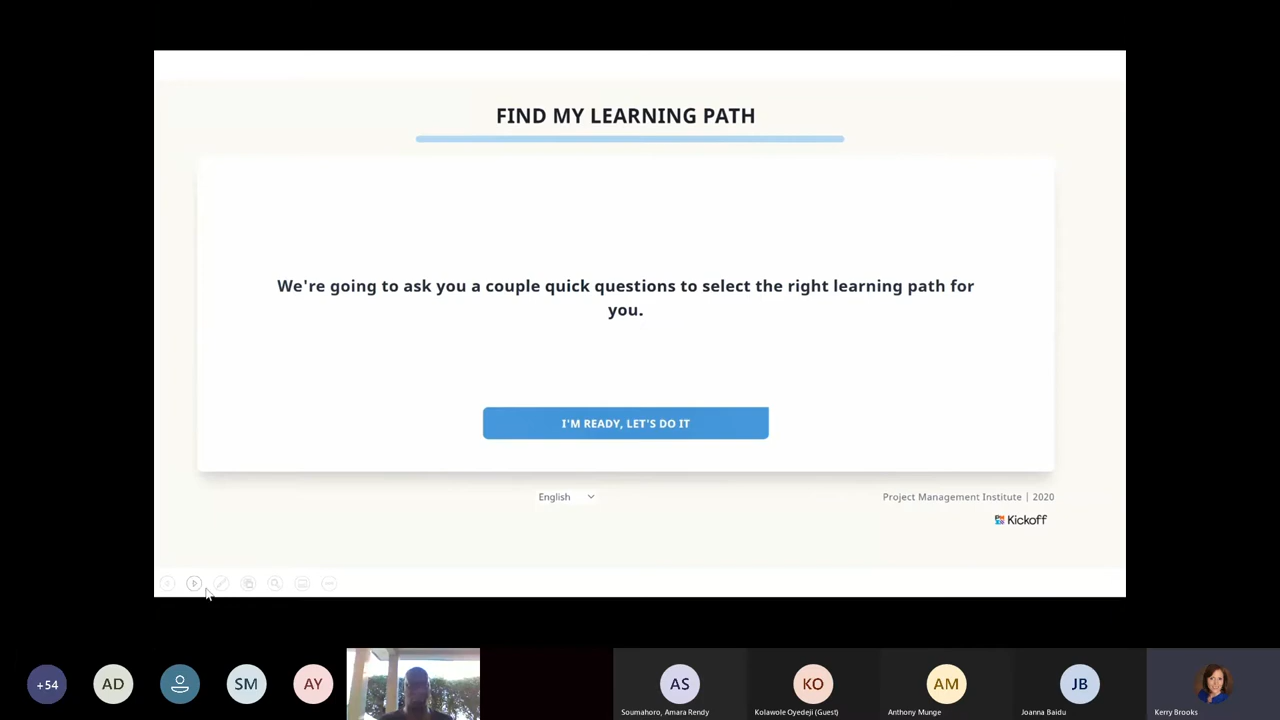 FIND MY LEARNING PATH
We're going to ask you a couple quick questions to select the right learning path for
you.
I'M READY, LET'S DO IT
English
Project Management Institute | 2020
Kickoff
+54
AD
SM
AY
AS
KO
AM
JB
Soumahoro, Amara Rendy
Kolawole Oyedeji (Guest)
Anthony Munge
Joanna Baidu
Kerry Brooks